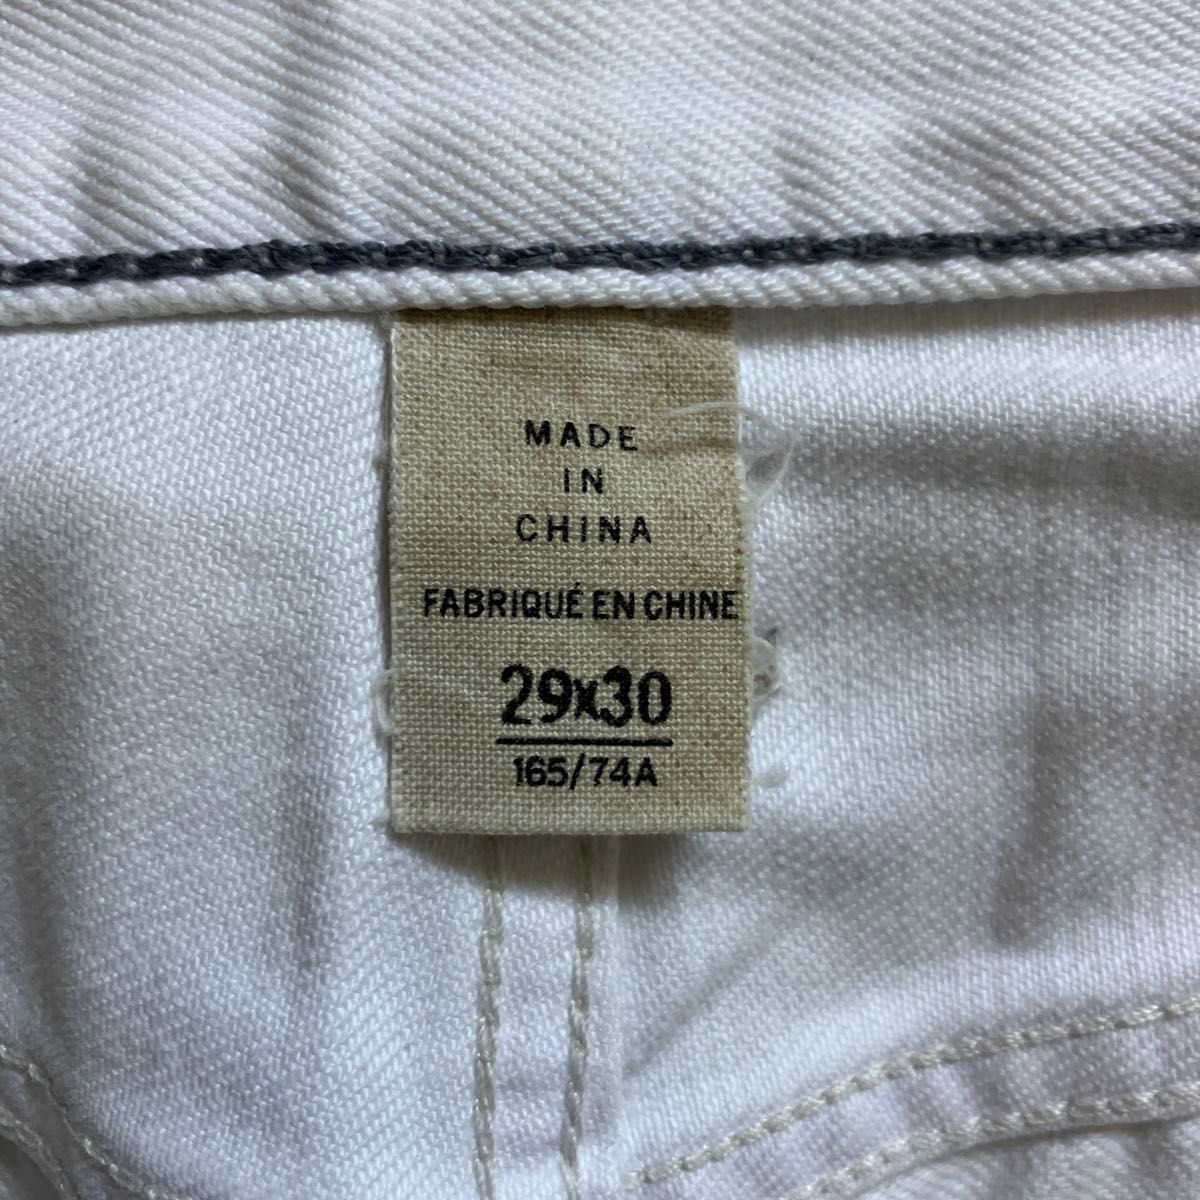 MADE
IN
CHINA
FABRIQUÉ EN CHINE
29x30
165/74A